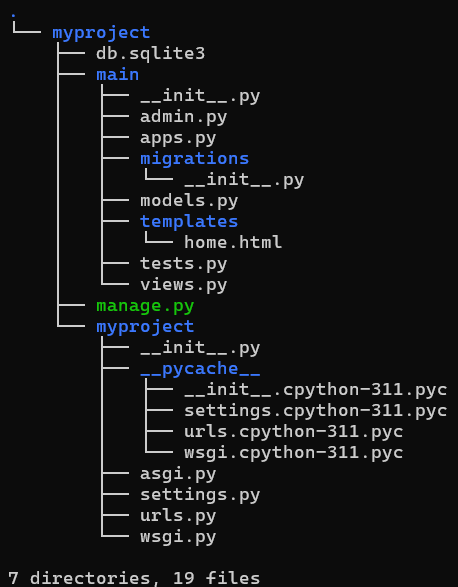 .
└── myproject
    ├── db.sqlite3
    ├── main
    │   ├── __init__.py
    │   ├── admin.py
    │   ├── apps.py
    │   ├── migrations
    │   │   └── __init__.py
    │   ├── models.py
    │   ├── templates
    │   │   └── home.html
    │   ├── tests.py
    │   └── views.py
    ├── manage.py
    └── myproject
        ├── __init__.py
        ├── __pycache__
        │   ├── __init__.cpython-311.pyc
        │   ├── settings.cpython-311.pyc
        │   ├── urls.cpython-311.pyc
        │   └── wsgi.cpython-311.pyc
        ├── asgi.py
        ├── settings.py
        ├── urls.py
        └── wsgi.py

7 directories, 19 files